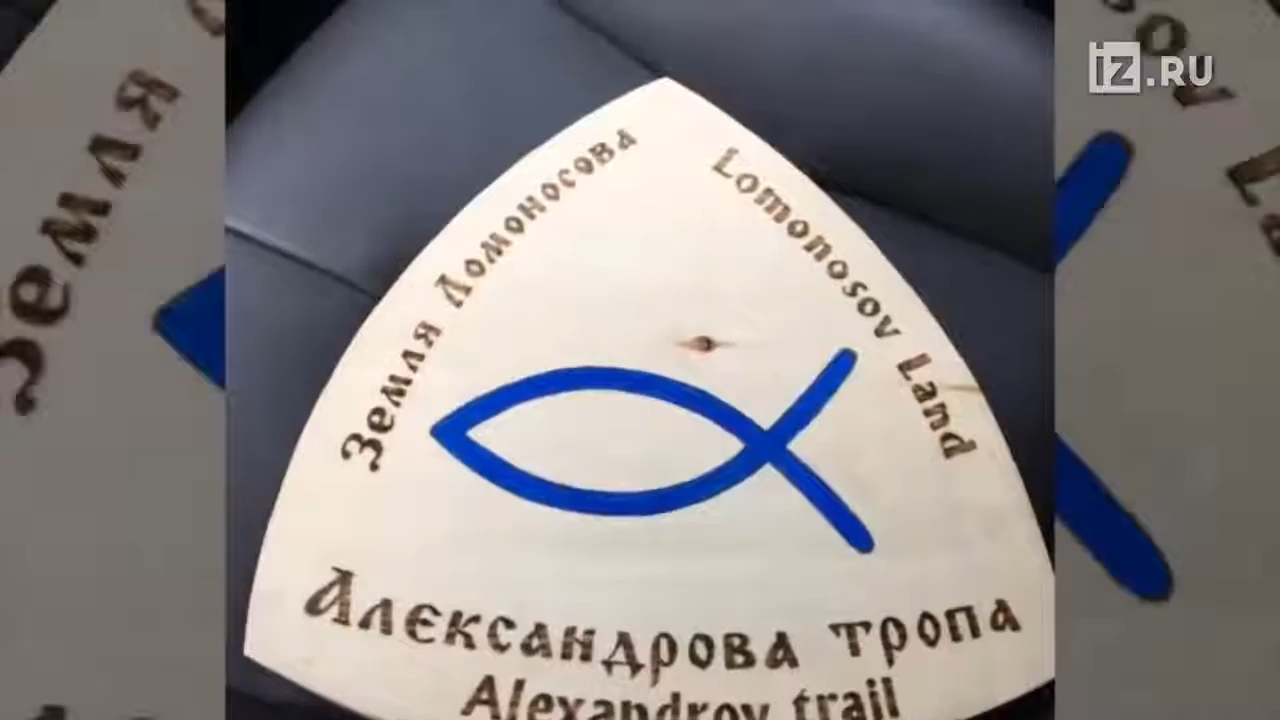 iz.RU
Земля Ломоносова
Lomonosov Land
Александрова тропа
Alexandrov trail